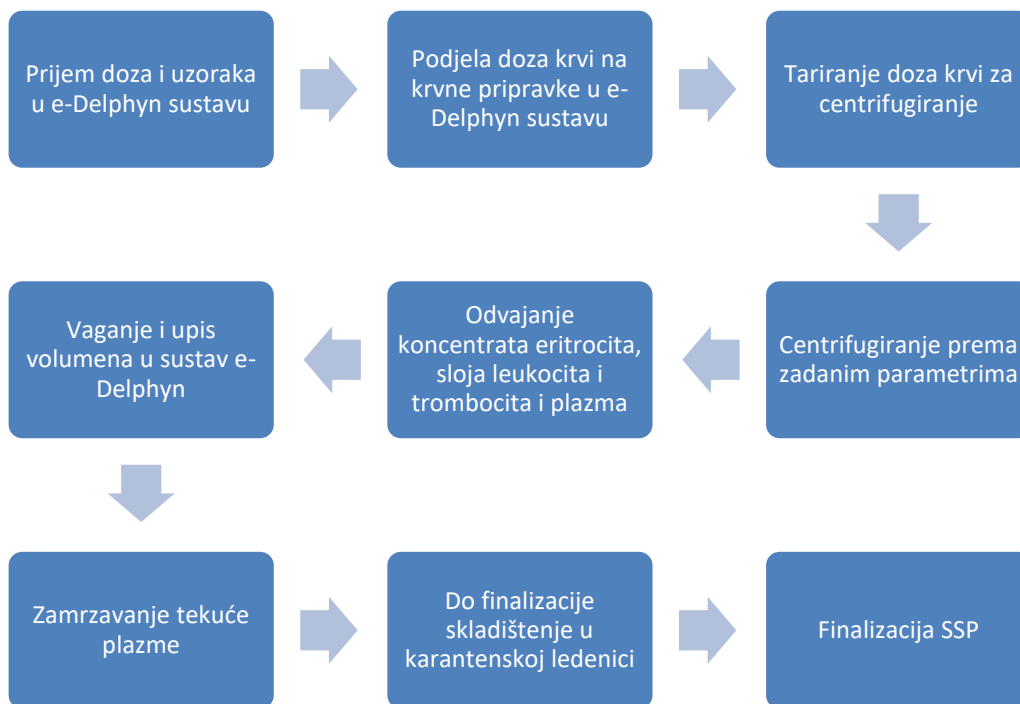 Prijem doza i uzoraka
u e-Delphyn sustavu
Podjela doza krvi na
krvne pripravke u e-
Delphyn sustavu
Tariranje doza krvi za
centrifugiranje
Centrifugiranje prema
zadanim parametrima
Odvajanje
koncentrata eritrocita,
sloja leukocita i
trombocita i plazma
Vaganje i upis
volumena u sustav e-
Delphyn
Zamrzavanje tekuće
plazme
Do finalizacije
skladištenje u
karantenskoj ledenici
Finalizacija SSP